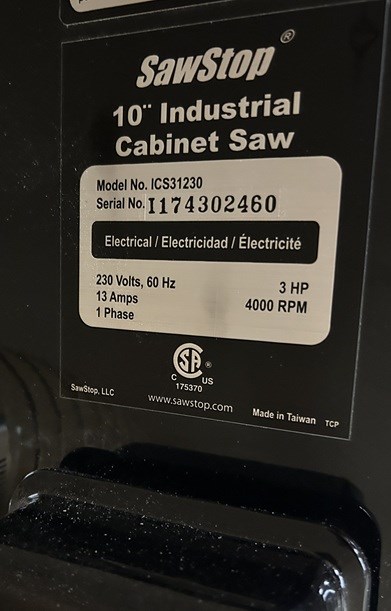 SawStop®
10¨ Industrial
Cabinet Saw
Model No. ICS31230
Serial No. I174302460
Electrical / Electricidad / Électricité
230 Volts, 60 Hz
13 Amps
1 Phase
3 HP
4000 RPM
SA®
C US
175370
SawStop, LLC
www.sawstop.com
Made in Taiwan TCP